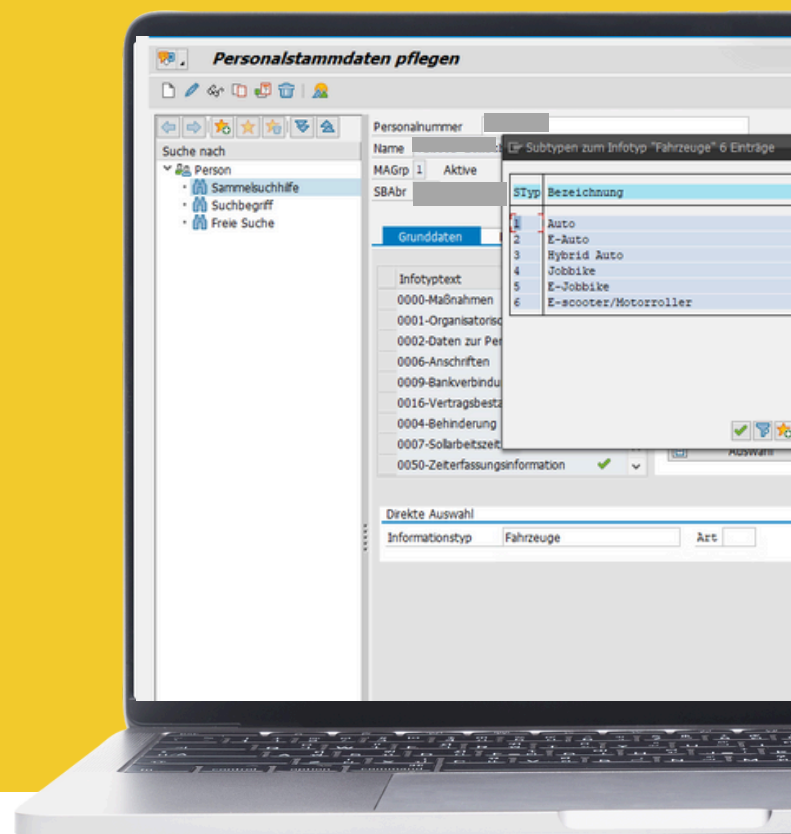 Personalstammdaten pflegen
Suche nach
Person
Sammelsuchhilfe
Suchbegriff
Freie Suche
Personalnummer
Name
MAGrp 1 Aktive
SBAbr
Grunddaten
Infotyptext
0000-Maßnahmen
0001-Organisatorisc
0002-Daten zur Per
0006-Anschriften
0009-Bankverbindu
0016-Vertragsbesta
0004-Behinderung
0007-Sollarbeitszeit
0050-Zeiterfassungsinformation
Subtypen zum Infotyp "Fahrzeuge" 6 Einträge
STyp Bezeichnung
1 Auto
2 E-Auto
3 Hybrid Auto
4 Jobbike
5 E-Jobbike
6 E-scooter/Motorroller
Auswahl
Direkte Auswahl
Informationstyp Fahrzeuge Art
control option command